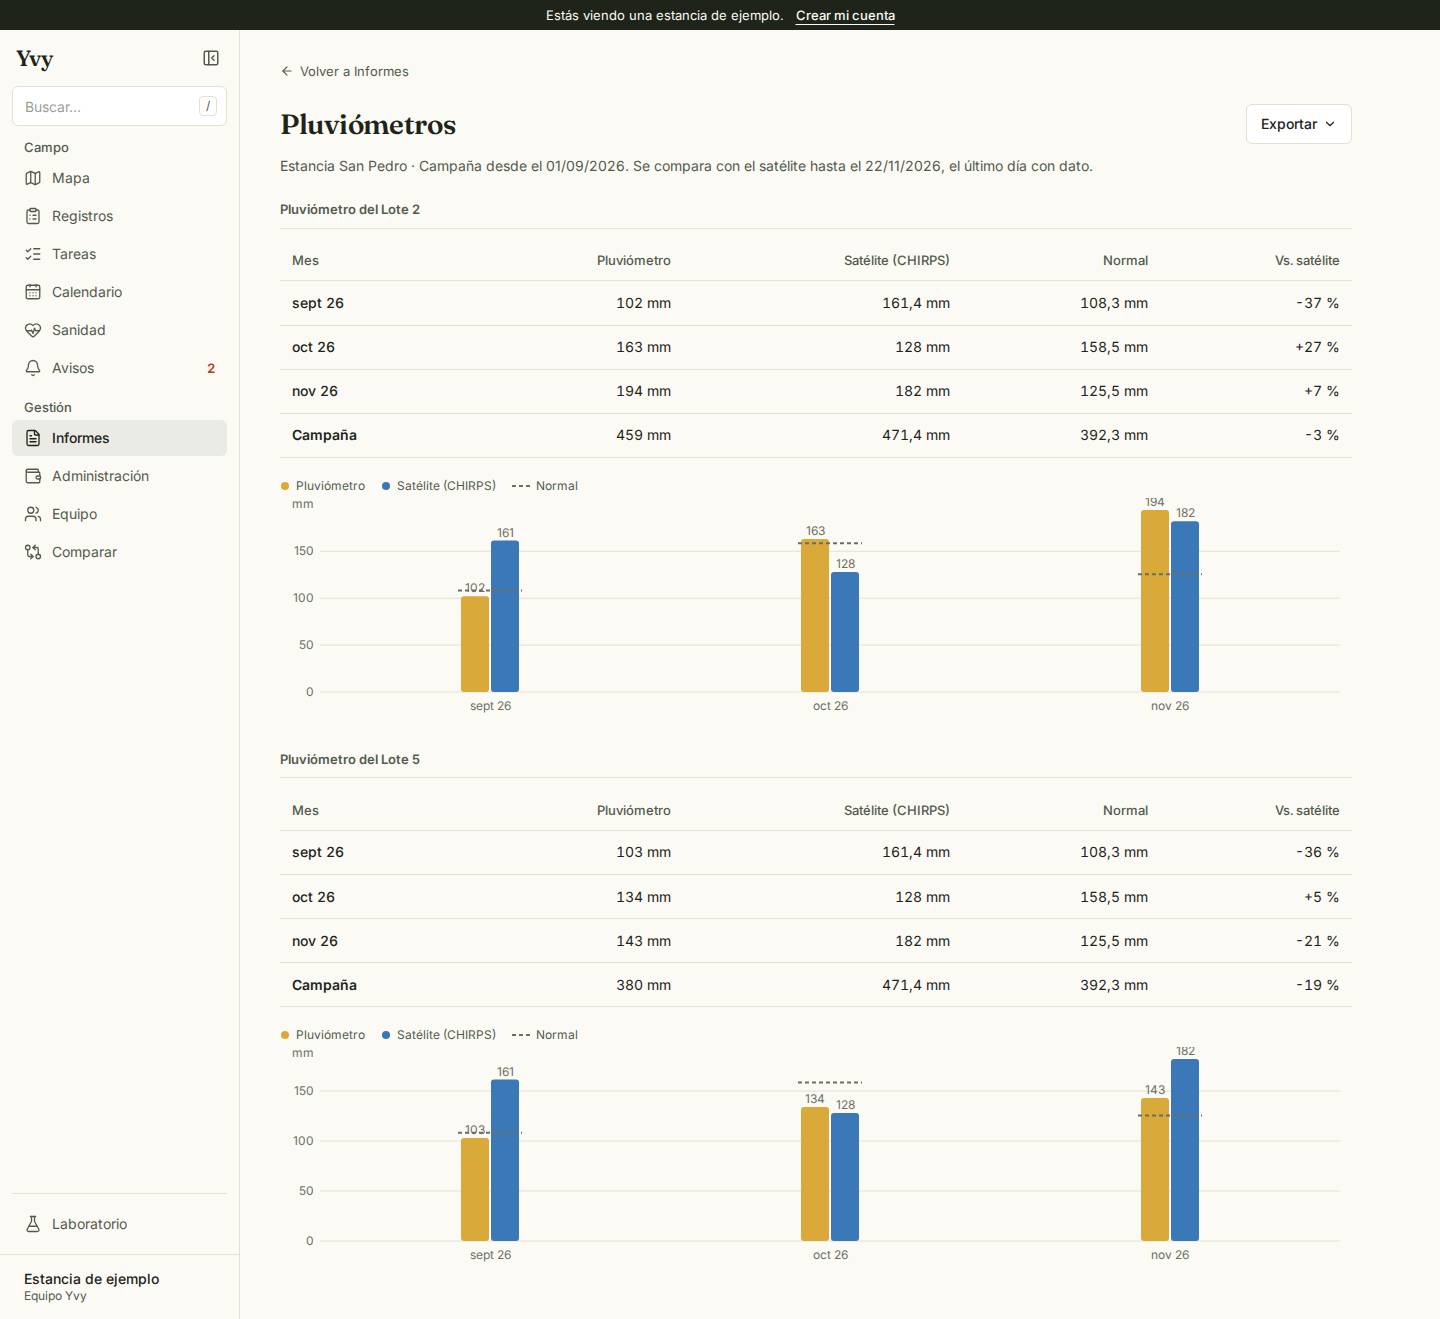 Estás viendo una estancia de ejemplo. Crear mi cuenta
Yvy
Buscar... /
Campo
Mapa
Registros
Tareas
Calendario
Sanidad
Avisos 2
Gestión
Informes
Administración
Equipo
Comparar
Laboratorio
Estancia de ejemplo
Equipo Yvy
Volver a Informes
Pluviómetros
Exportar
Estancia San Pedro · Campaña desde el 01/09/2026. Se compara con el satélite hasta el 22/11/2026, el último día con dato.
Pluviómetro del Lote 2
Mes Pluviómetro Satélite (CHIRPS) Normal Vs. satélite
sept 26 102 mm 161,4 mm 108,3 mm -37 %
oct 26 163 mm 128 mm 158,5 mm +27 %
nov 26 194 mm 182 mm 125,5 mm +7 %
Campaña 459 mm 471,4 mm 392,3 mm -3 %
Pluviómetro Satélite (CHIRPS) Normal
mm
194
182
163
161
150
128
102
100
50
0
sept 26 oct 26 nov 26
Pluviómetro del Lote 5
Mes Pluviómetro Satélite (CHIRPS) Normal Vs. satélite
sept 26 103 mm 161,4 mm 108,3 mm -36 %
oct 26 134 mm 128 mm 158,5 mm +5 %
nov 26 143 mm 182 mm 125,5 mm -21 %
Campaña 380 mm 471,4 mm 392,3 mm -19 %
Pluviómetro Satélite (CHIRPS) Normal
mm
182
161
150
143
134 128
103
100
50
0
sept 26 oct 26 nov 26